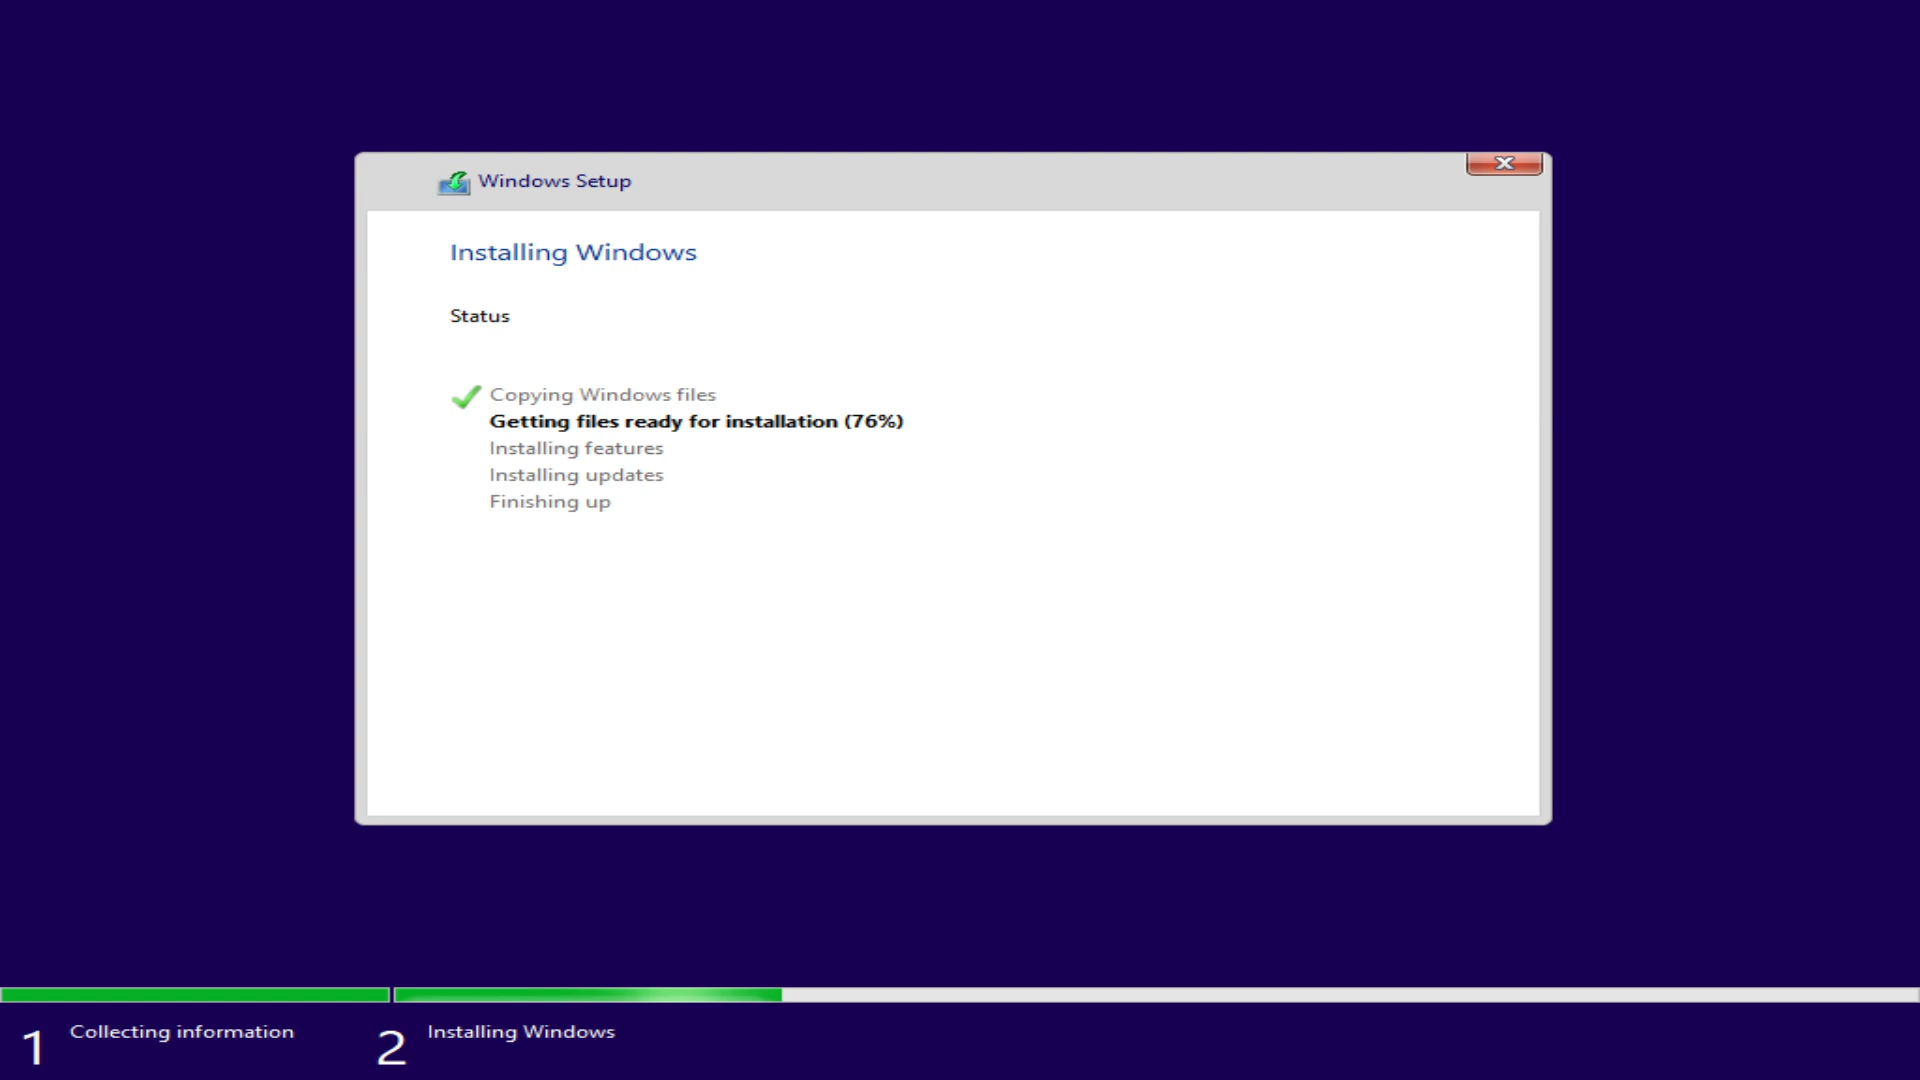 Windows Setup
Installing Windows
Status
Copying Windows files
Getting files ready for installation (76%)
Installing features
Installing updates
Finishing up
1 Collecting information
2 Installing Windows